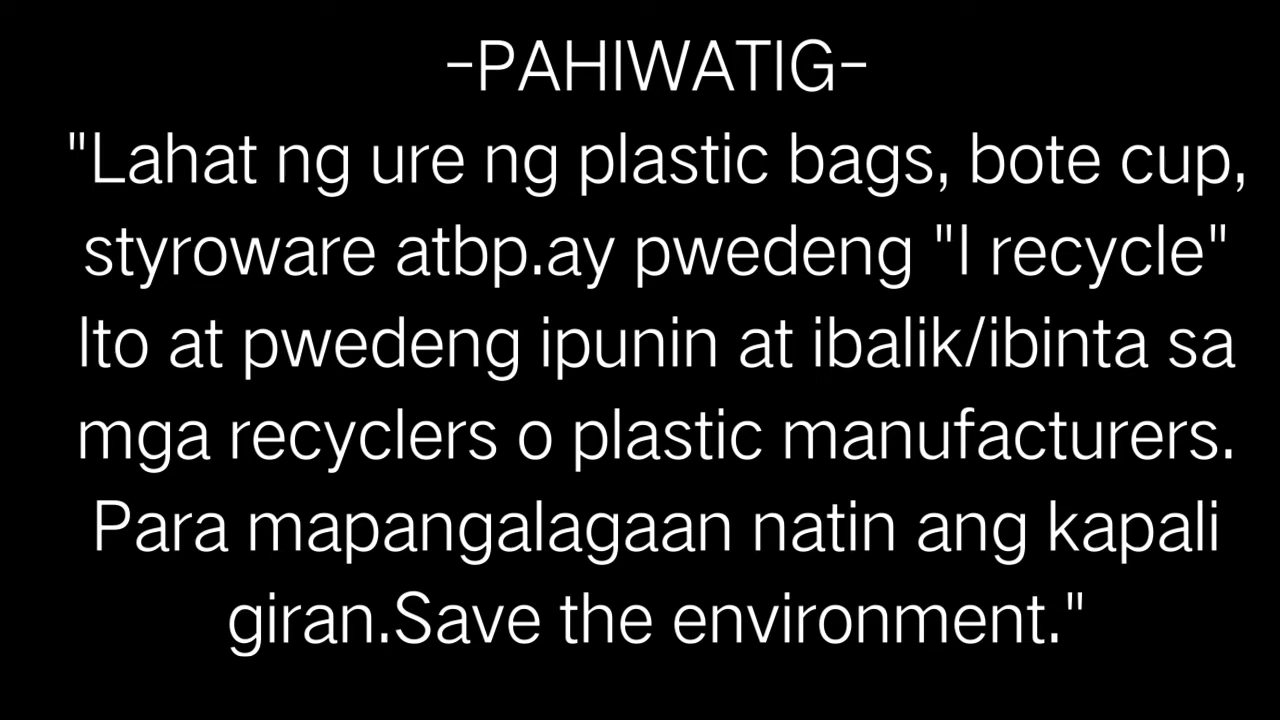 -PAHIWATIG-
"Lahat ng ure ng plastic bags, bote cup,
styroware atbp.ay pwedeng "I recycle"
Ito at pwedeng ipunin at ibalik/ibinta sa
mga recyclers o plastic manufacturers.
Para mapangalagaan natin ang kapali
giran.Save the environment."